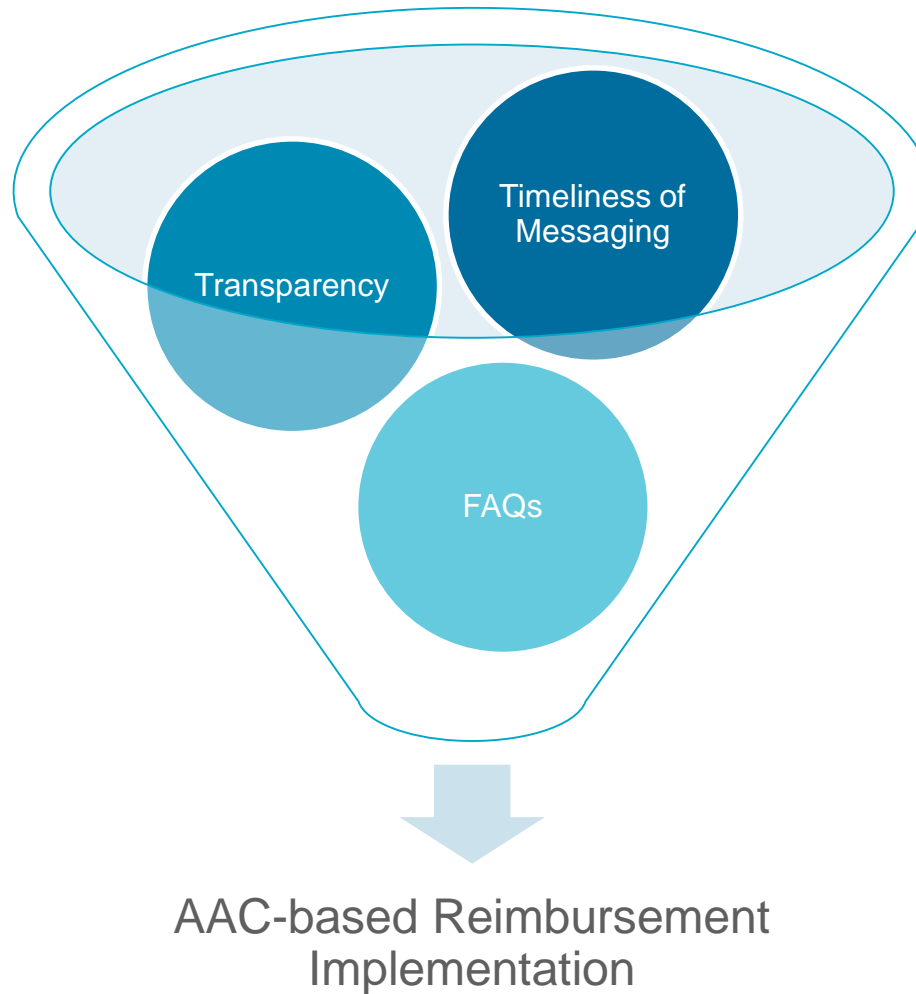 Timeliness of
Messaging
Transparency
FAQs
AAC-based Reimbursement
Implementation